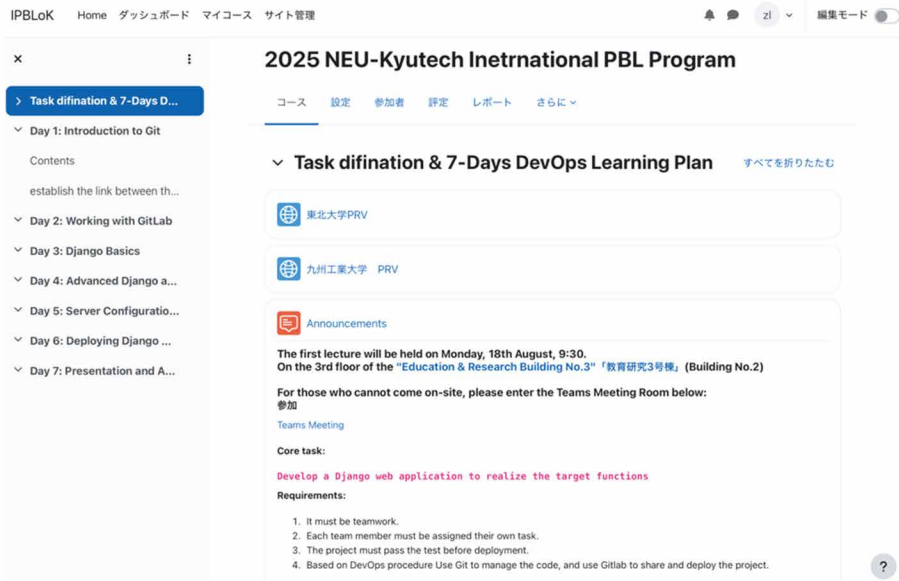 IPBLoK
Home ダッシュボード マイコース サイト管理
zl
編集モード
Task difination & 7-Days D...
Day 1: Introduction to Git
Contents
establish the link between th...
Day 2: Working with GitLab
Day 3: Django Basics
Day 4: Advanced Django a...
Day 5: Server Configuratio...
Day 6: Deploying Django ...
Day 7: Presentation and A...
2025 NEU-Kyutech Inetrnational PBL Program
コース 設定 参加者 評定 レポート さらに
Task difination & 7-Days DevOps Learning Plan
すべてを折りたたむ
東北大学PRV
九州工業大学 PRV
Announcements
The first lecture will be held on Monday, 18th August, 9:30.
On the 3rd floor of the "Education & Research Building No.3"「教育研究3号棟」(Building No.2)
For those who cannot come on-site, please enter the Teams Meeting Room below:
参加
Teams Meeting
Core task:
Develop a Django web application to realize the target functions
Requirements:
1. It must be teamwork.
2. Each team member must be assigned their own task.
3. The project must pass the test before deployment.
4. Based on DevOps procedure Use Git to manage the code, and use Gitlab to share and deploy the project.
?